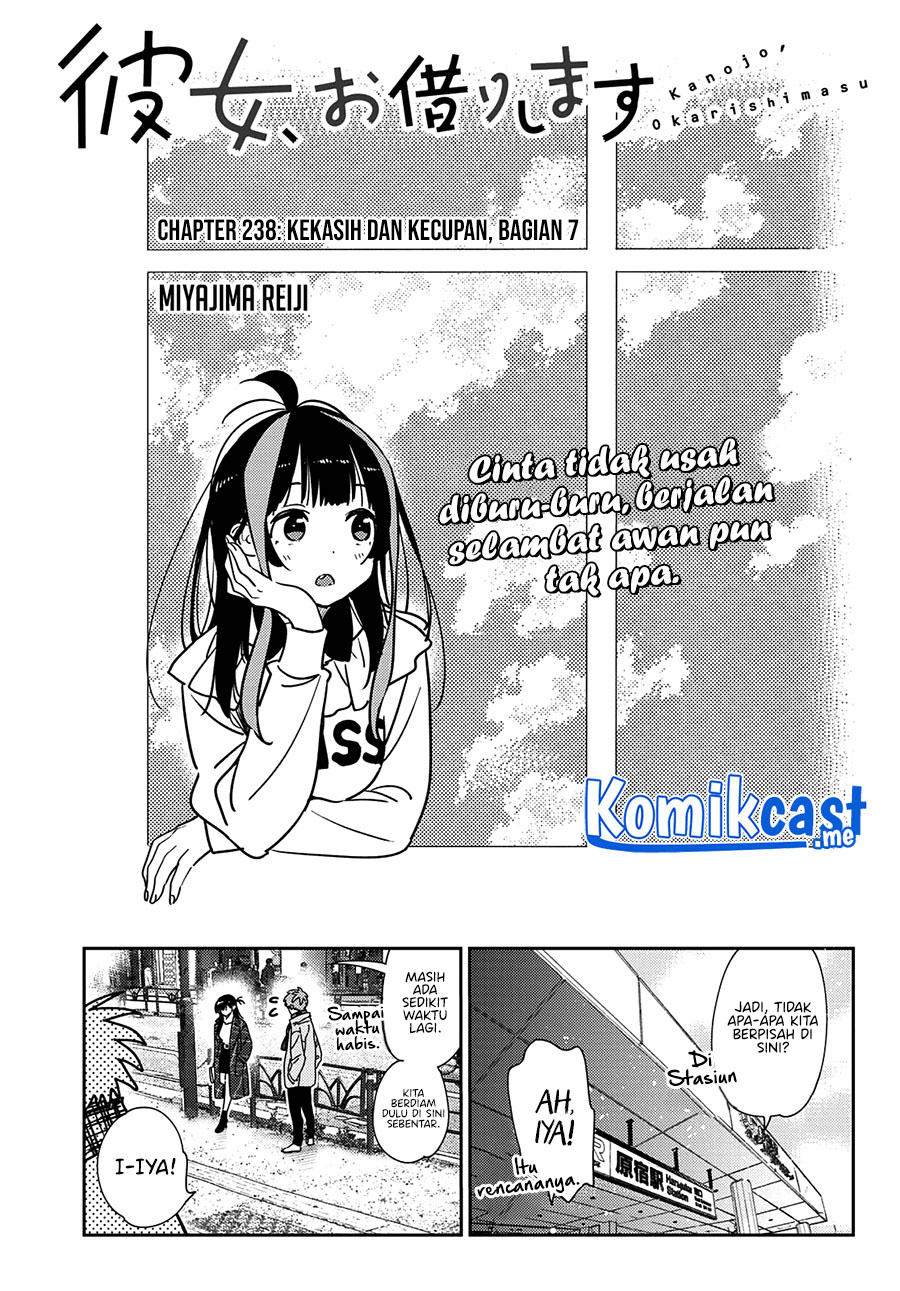 彼女、お借りします
Kanojo,
Okarishimasu
CHAPTER 238: KEKASIH DAN KECUPAN, BAGIAN 7
MIYAJIMA REIJI
Cinta tidak usah
diburu-buru, berjalan
selambat awan pun
tak apa.
ISS
Komikcast
.me
JADI, TIDAK
APA-APA KITA
BERPISAH DI
SINI?
Di
Stasiun
AH,
IYA!
Itu
rencananya.
原宿駅
Harajuku
Station
MASIH
ADA
SEDIKIT
WAKTU
LAGI.
Sampai
waktu
habis.
KITA
BERDIAM
DULU DI SINI
SEBENTAR.
I-IYA!